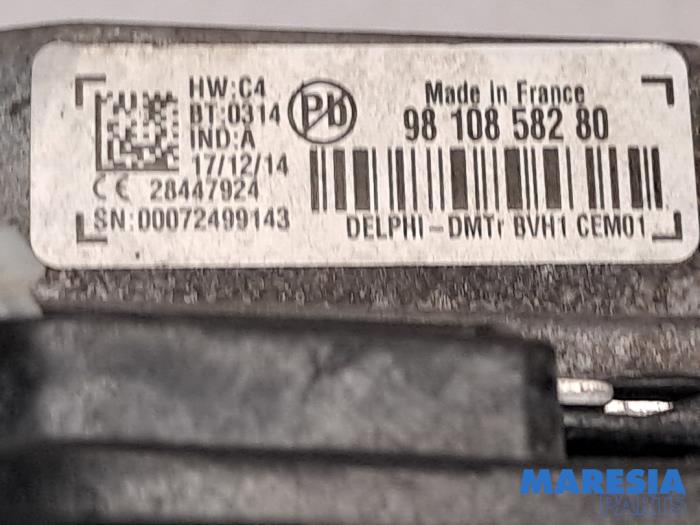 HW:C4
BT:0314
IND:A
17/12/14
CE 28447924
SN:00072499143
Pb
Made in France
98 108 582 80
DELPHI-DMTr BVH1 CEM01
MARESIA
PARTS